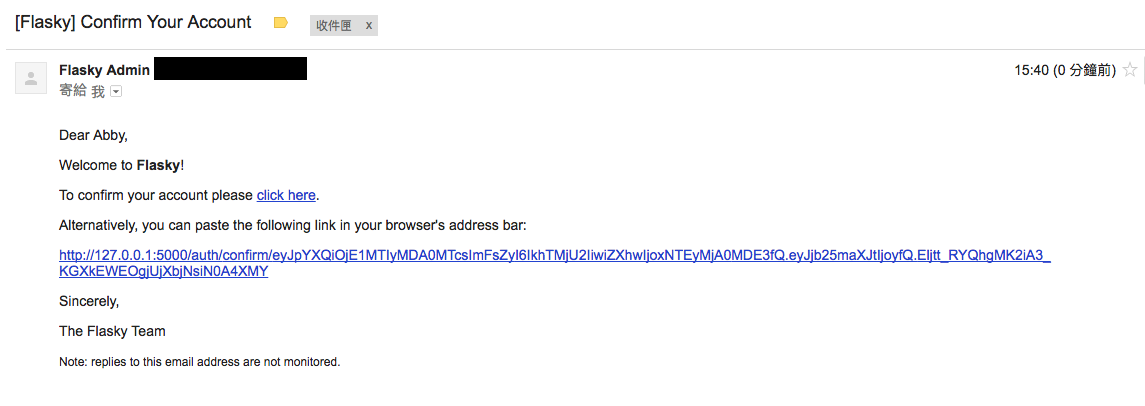 [Flasky] Confirm Your Account
收件匣 x
Flasky Admin
15:40 (0 分鐘前)
寄給 我
Dear Abby,
Welcome to Flasky!
To confirm your account please click here.
Alternatively, you can paste the following link in your browser's address bar:
http://127.0.0.1:5000/auth/confirm/eyJpYXQiOjE1MTIyMDA0MTcsImFsZyI6IkhTMjU2IiwiZXhwIjoxNTEyMjA0MDE3fQ.eyJjb25maXJtIjoyfQ.EIjtt_RYQhgMK2iA3_
KGXkEWEOgjUjXbjNsiN0A4XMY
Sincerely,
The Flasky Team
Note: replies to this email address are not monitored.